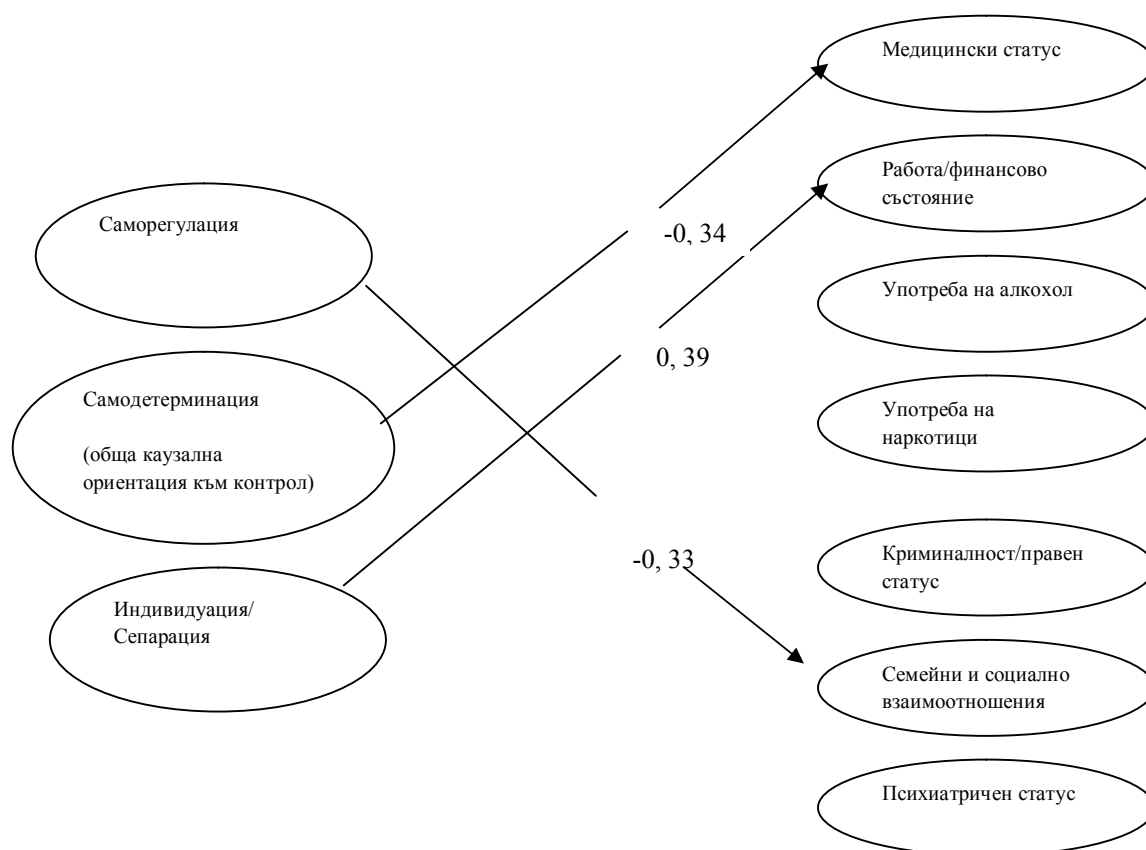 Медицински статус
Работа/финансово
състояние
Саморегулация
-0, 34
Употреба на алкохол
0, 39
Самодетерминация
(обща каузална
ориентация към контрол)
Употреба на
наркотици
-0, 33
Криминалност/правен
статус
Индивидуация/
Сепарация
Семейни и социално
взаимоотношения
Психиатричен статус